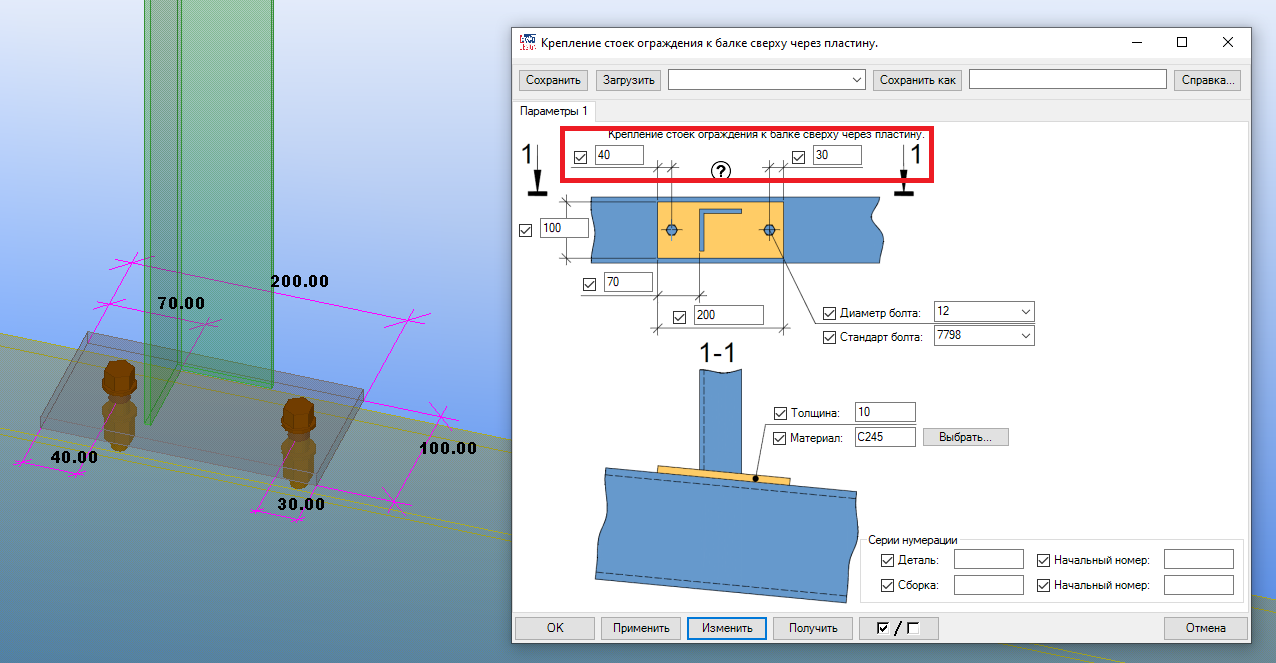 Крепление стоек ограждения к балке сверху через пластину.
Сохранить Загрузить Сохранить как Справка...
Параметры 1
Крепление стоек ограждения к балке сверху через пластину.
1 40 ? 30 1
100
70
200
Диаметр болта: 12
Стандарт болта: 7798
1-1
Толщина: 10
Материал: C245 Выбрать...
Серии нумерации
Деталь: Начальный номер:
Сборка: Начальный номер:
OK Применить Изменить Получить / Отмена
200.00
70.00
100.00
40.00
30.00